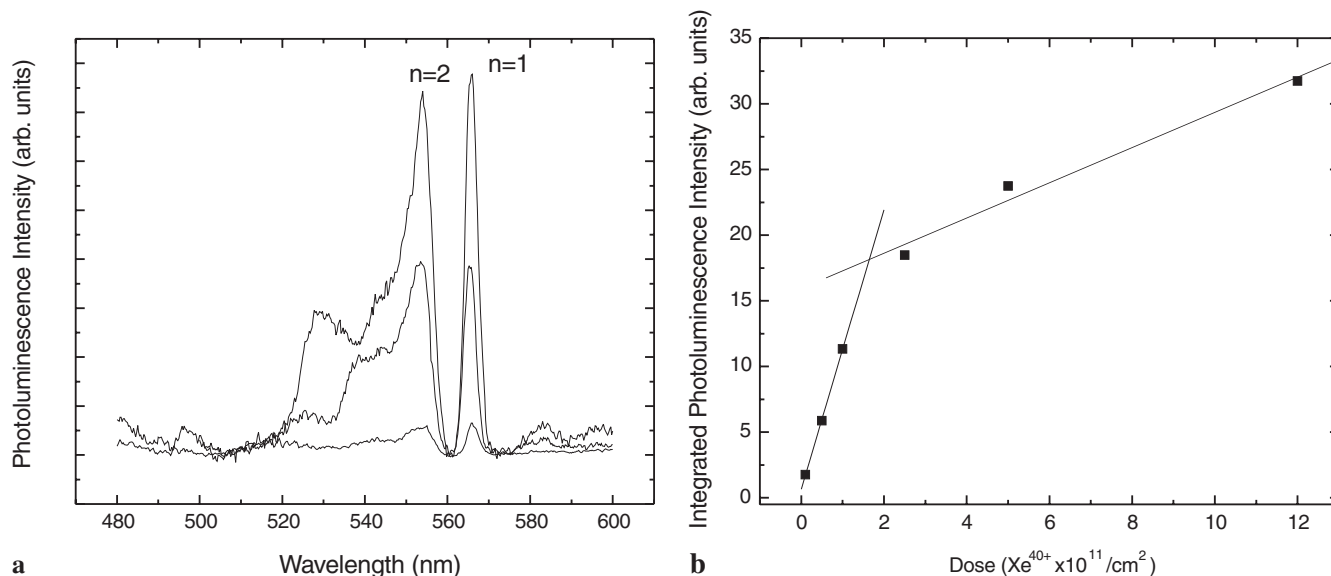 Photoluminescence Intensity (arb. units)
n=2
n=1
480 500 520 540 560 580 600
Wavelength (nm)
a
Integrated Photoluminescence Intensity (arb. units)
35
30
25
20
15
10
5
0
0 2 4 6 8 10 12
Dose (Xe⁴⁰⁺ x10¹¹/cm²)
b